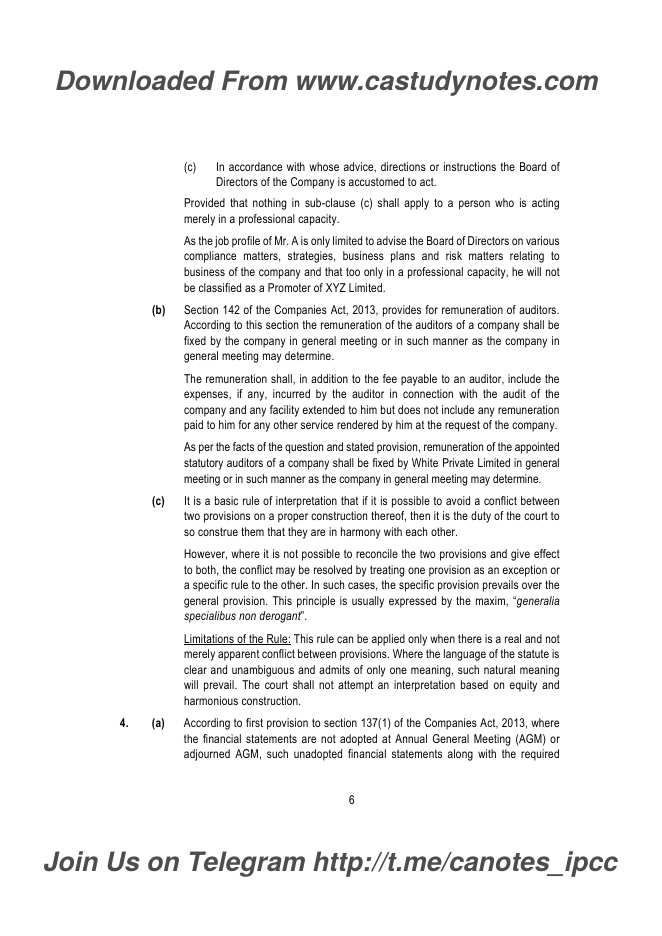 Downloaded From www.castudynotes.com
(c) In accordance with whose advice, directions or instructions the Board of
Directors of the Company is accustomed to act.
Provided that nothing in sub-clause (c) shall apply to a person who is acting
merely in a professional capacity.
As the job profile of Mr. A is only limited to advise the Board of Directors on various
compliance matters, strategies, business plans and risk matters relating to
business of the company and that too only in a professional capacity, he will not
be classified as a Promoter of XYZ Limited.
(b) Section 142 of the Companies Act, 2013, provides for remuneration of auditors.
According to this section the remuneration of the auditors of a company shall be
fixed by the company in general meeting or in such manner as the company in
general meeting may determine.
The remuneration shall, in addition to the fee payable to an auditor, include the
expenses, if any, incurred by the auditor in connection with the audit of the
company and any facility extended to him but does not include any remuneration
paid to him for any other service rendered by him at the request of the company.
As per the facts of the question and stated provision, remuneration of the appointed
statutory auditors of a company shall be fixed by White Private Limited in general
meeting or in such manner as the company in general meeting may determine.
(c) It is a basic rule of interpretation that if it is possible to avoid a conflict between
two provisions on a proper construction thereof, then it is the duty of the court to
so construe them that they are in harmony with each other.
However, where it is not possible to reconcile the two provisions and give effect
to both, the conflict may be resolved by treating one provision as an exception or
a specific rule to the other. In such cases, the specific provision prevails over the
general provision. This principle is usually expressed by the maxim, “generalia
specialibus non derogant”.
Limitations of the Rule: This rule can be applied only when there is a real and not
merely apparent conflict between provisions. Where the language of the statute is
clear and unambiguous and admits of only one meaning, such natural meaning
will prevail. The court shall not attempt an interpretation based on equity and
harmonious construction.
4. (a) According to first provision to section 137(1) of the Companies Act, 2013, where
the financial statements are not adopted at Annual General Meeting (AGM) or
adjourned AGM, such unadopted financial statements along with the required
6
Join Us on Telegram http://t.me/canotes_ipcc